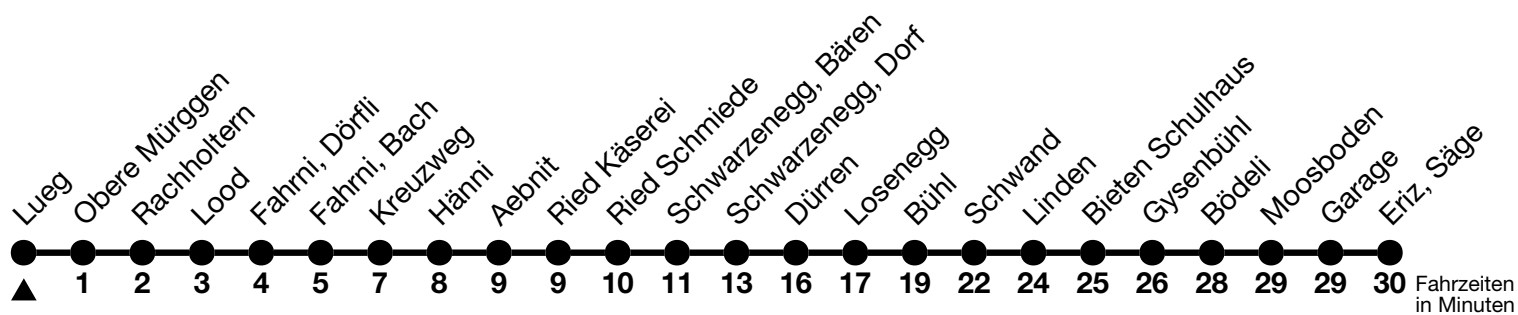 Lueg
Obere Mürggen
Rachholtern
Lood
Fahrni, Dörfli
Fahrni, Bach
Kreuzweg
Hänni
Aebnit
Ried Käserei
Ried Schmiede
Schwarzenegg, Bären
Schwarzenegg, Dorf
Dürren
Losenegg
Bühl
Schwand
Linden
Bieten Schulhaus
Gysenbühl
Bödeli
Moosboden
Garage
Eriz, Säge
1 2 3 4 5 7 8 9 9 10 11 13 16 17 19 22 24 25 26 28 29 29 30 Fahrzeiten
in Minuten